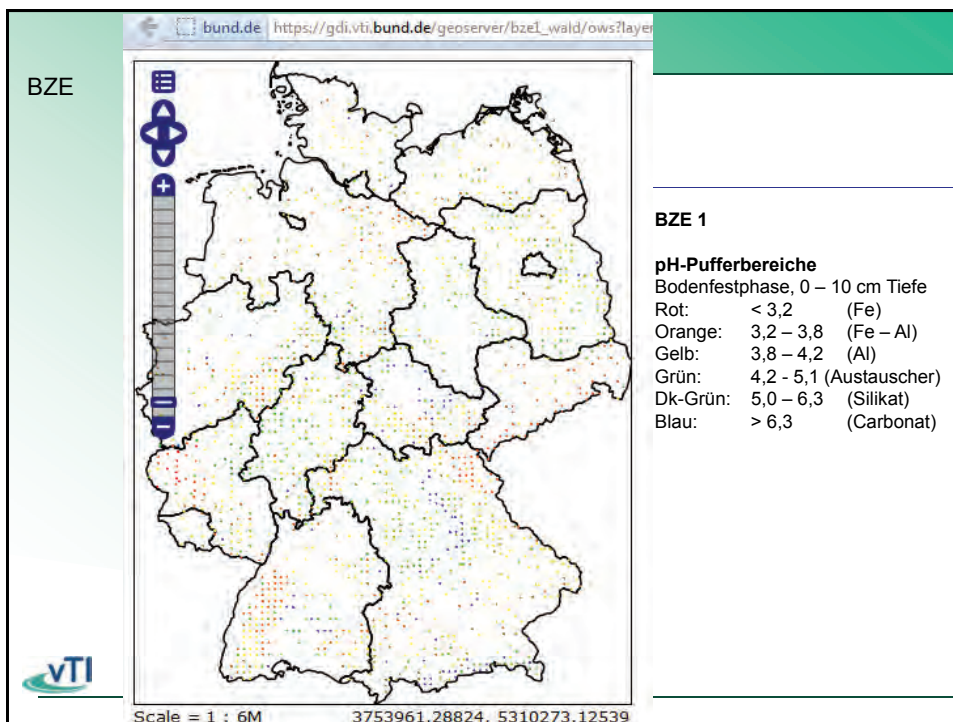 bund.de https://gdi.vti.bund.de/geoserver/bze1_wald/ows?layer
BZE
BZE 1
pH-Pufferbereiche
Bodenfestphase, 0 – 10 cm Tiefe
Rot: < 3,2 (Fe)
Orange: 3,2 – 3,8 (Fe – Al)
Gelb: 3,8 – 4,2 (Al)
Grün: 4,2 - 5,1 (Austauscher)
Dk-Grün: 5,0 – 6,3 (Silikat)
Blau: > 6,3 (Carbonat)
vTI
Scale = 1 : 6M 3753961.28824, 5310273.12539